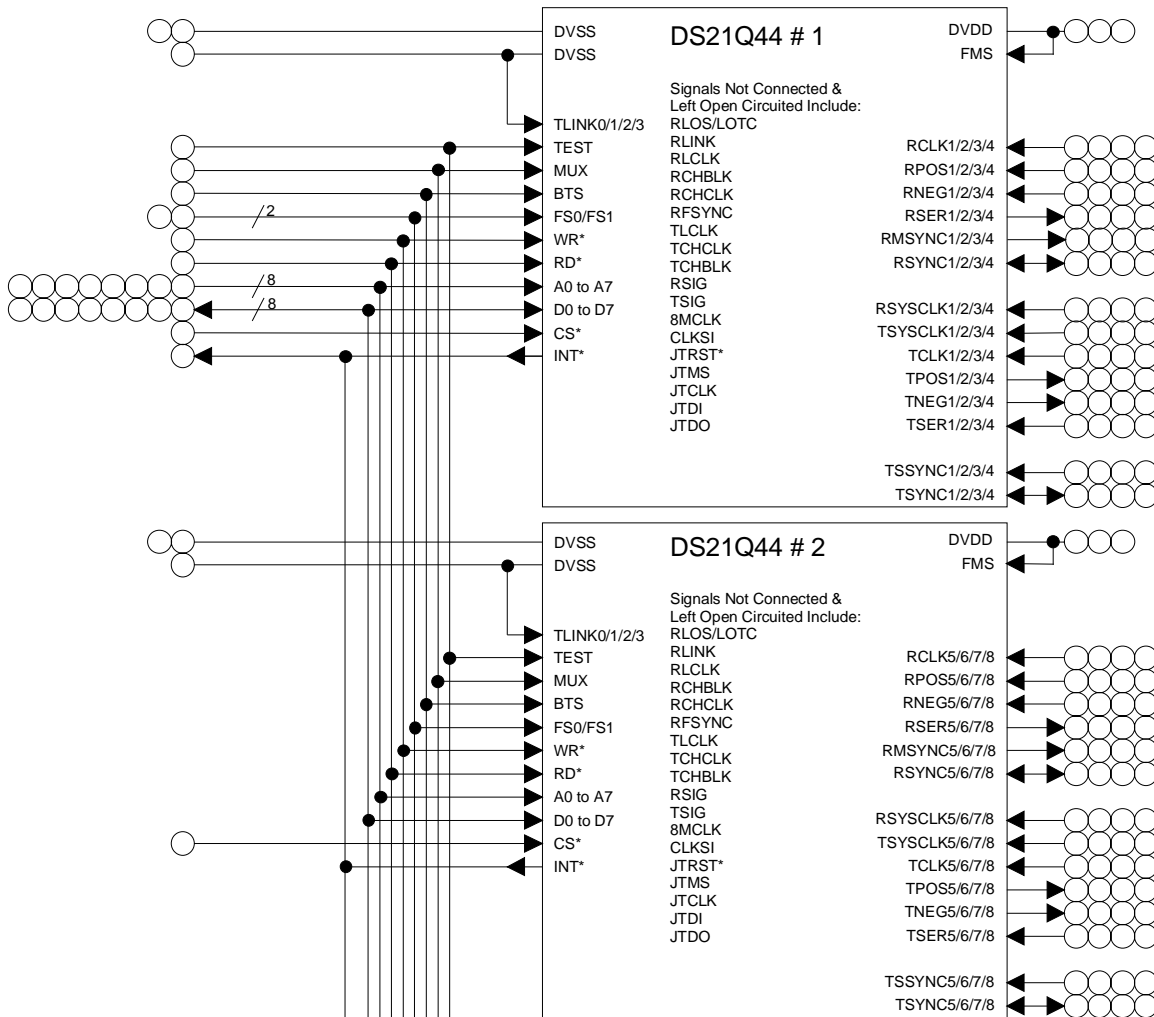 DVSS
DVSS
TLINK0/1/2/3
TEST
MUX
BTS
2
FS0/FS1
WR*
RD*
8
A0 to A7
8
D0 to D7
CS*
INT*
DS21Q44 # 1
Signals Not Connected &
Left Open Circuited Include:
RLOS/LOTC
RLINK
RLCLK
RCHBLK
RCHCLK
RFSYNC
TLCLK
TCHCLK
TCHBLK
RSIG
TSIG
8MCLK
CLKSI
JTRST*
JTMS
JTCLK
JTDI
JTDO
DVDD
FMS
RCLK1/2/3/4
RPOS1/2/3/4
RNEG1/2/3/4
RSER1/2/3/4
RMSYNC1/2/3/4
RSYNC1/2/3/4
RSYSCLK1/2/3/4
TSYSCLK1/2/3/4
TCLK1/2/3/4
TPOS1/2/3/4
TNEG1/2/3/4
TSER1/2/3/4
TSSYNC1/2/3/4
TSYNC1/2/3/4
DVSS
DVSS
TLINK0/1/2/3
TEST
MUX
BTS
FS0/FS1
WR*
RD*
A0 to A7
D0 to D7
CS*
INT*
DS21Q44 # 2
Signals Not Connected &
Left Open Circuited Include:
RLOS/LOTC
RLINK
RLCLK
RCHBLK
RCHCLK
RFSYNC
TLCLK
TCHCLK
TCHBLK
RSIG
TSIG
8MCLK
CLKSI
JTRST*
JTMS
JTCLK
JTDI
JTDO
DVDD
FMS
RCLK5/6/7/8
RPOS5/6/7/8
RNEG5/6/7/8
RSER5/6/7/8
RMSYNC5/6/7/8
RSYNC5/6/7/8
RSYSCLK5/6/7/8
TSYSCLK5/6/7/8
TCLK5/6/7/8
TPOS5/6/7/8
TNEG5/6/7/8
TSER5/6/7/8
TSSYNC5/6/7/8
TSYNC5/6/7/8